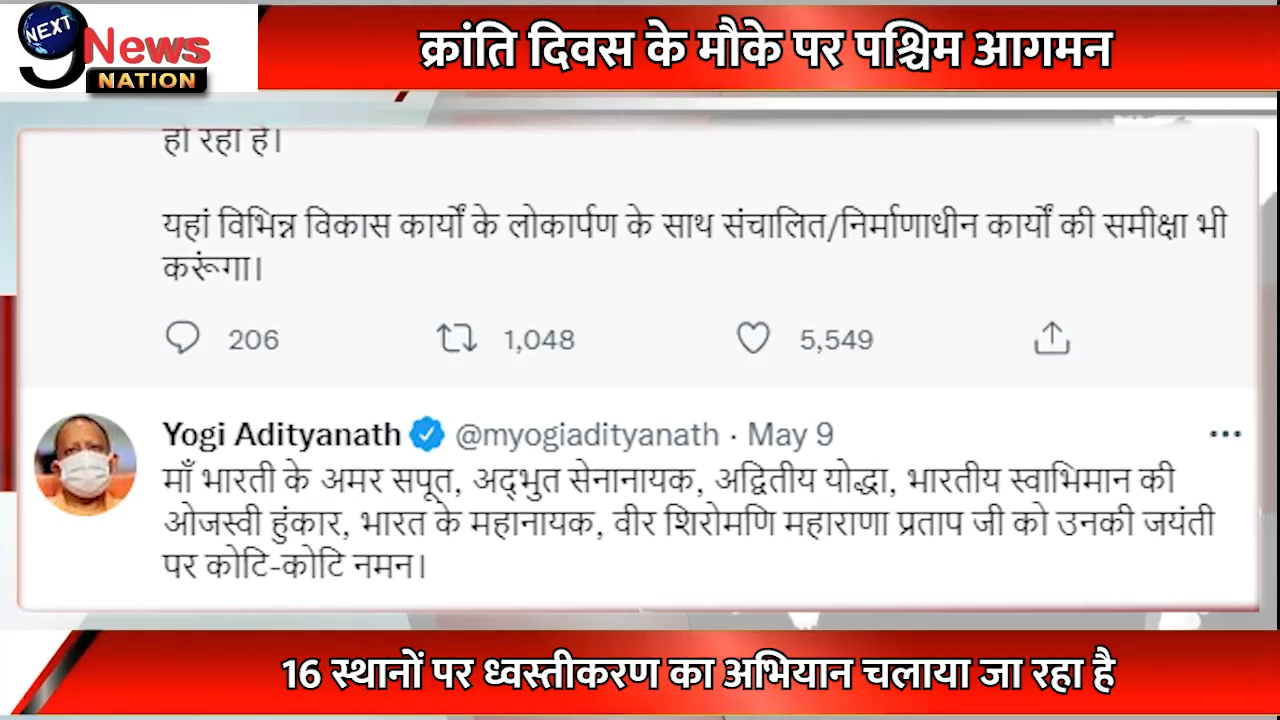 NEXT
9 News
NATION
क्रांति दिवस के मौके पर पश्चिम आगमन
हो रहा है।
यहां विभिन्न विकास कार्यों के लोकार्पण के साथ संचालित/निर्माणाधीन कार्यों की समीक्षा भी
करूंगा।
206 1,048 5,549
Yogi Adityanath @myogiadityanath · May 9
माँ भारती के अमर सपूत, अद्भुत सेनानायक, अद्वितीय योद्धा, भारतीय स्वाभिमान की
ओजस्वी हुंकार, भारत के महानायक, वीर शिरोमणि महाराणा प्रताप जी को उनकी जयंती
पर कोटि-कोटि नमन।
16 स्थानों पर ध्वस्तीकरण का अभियान चलाया जा रहा है